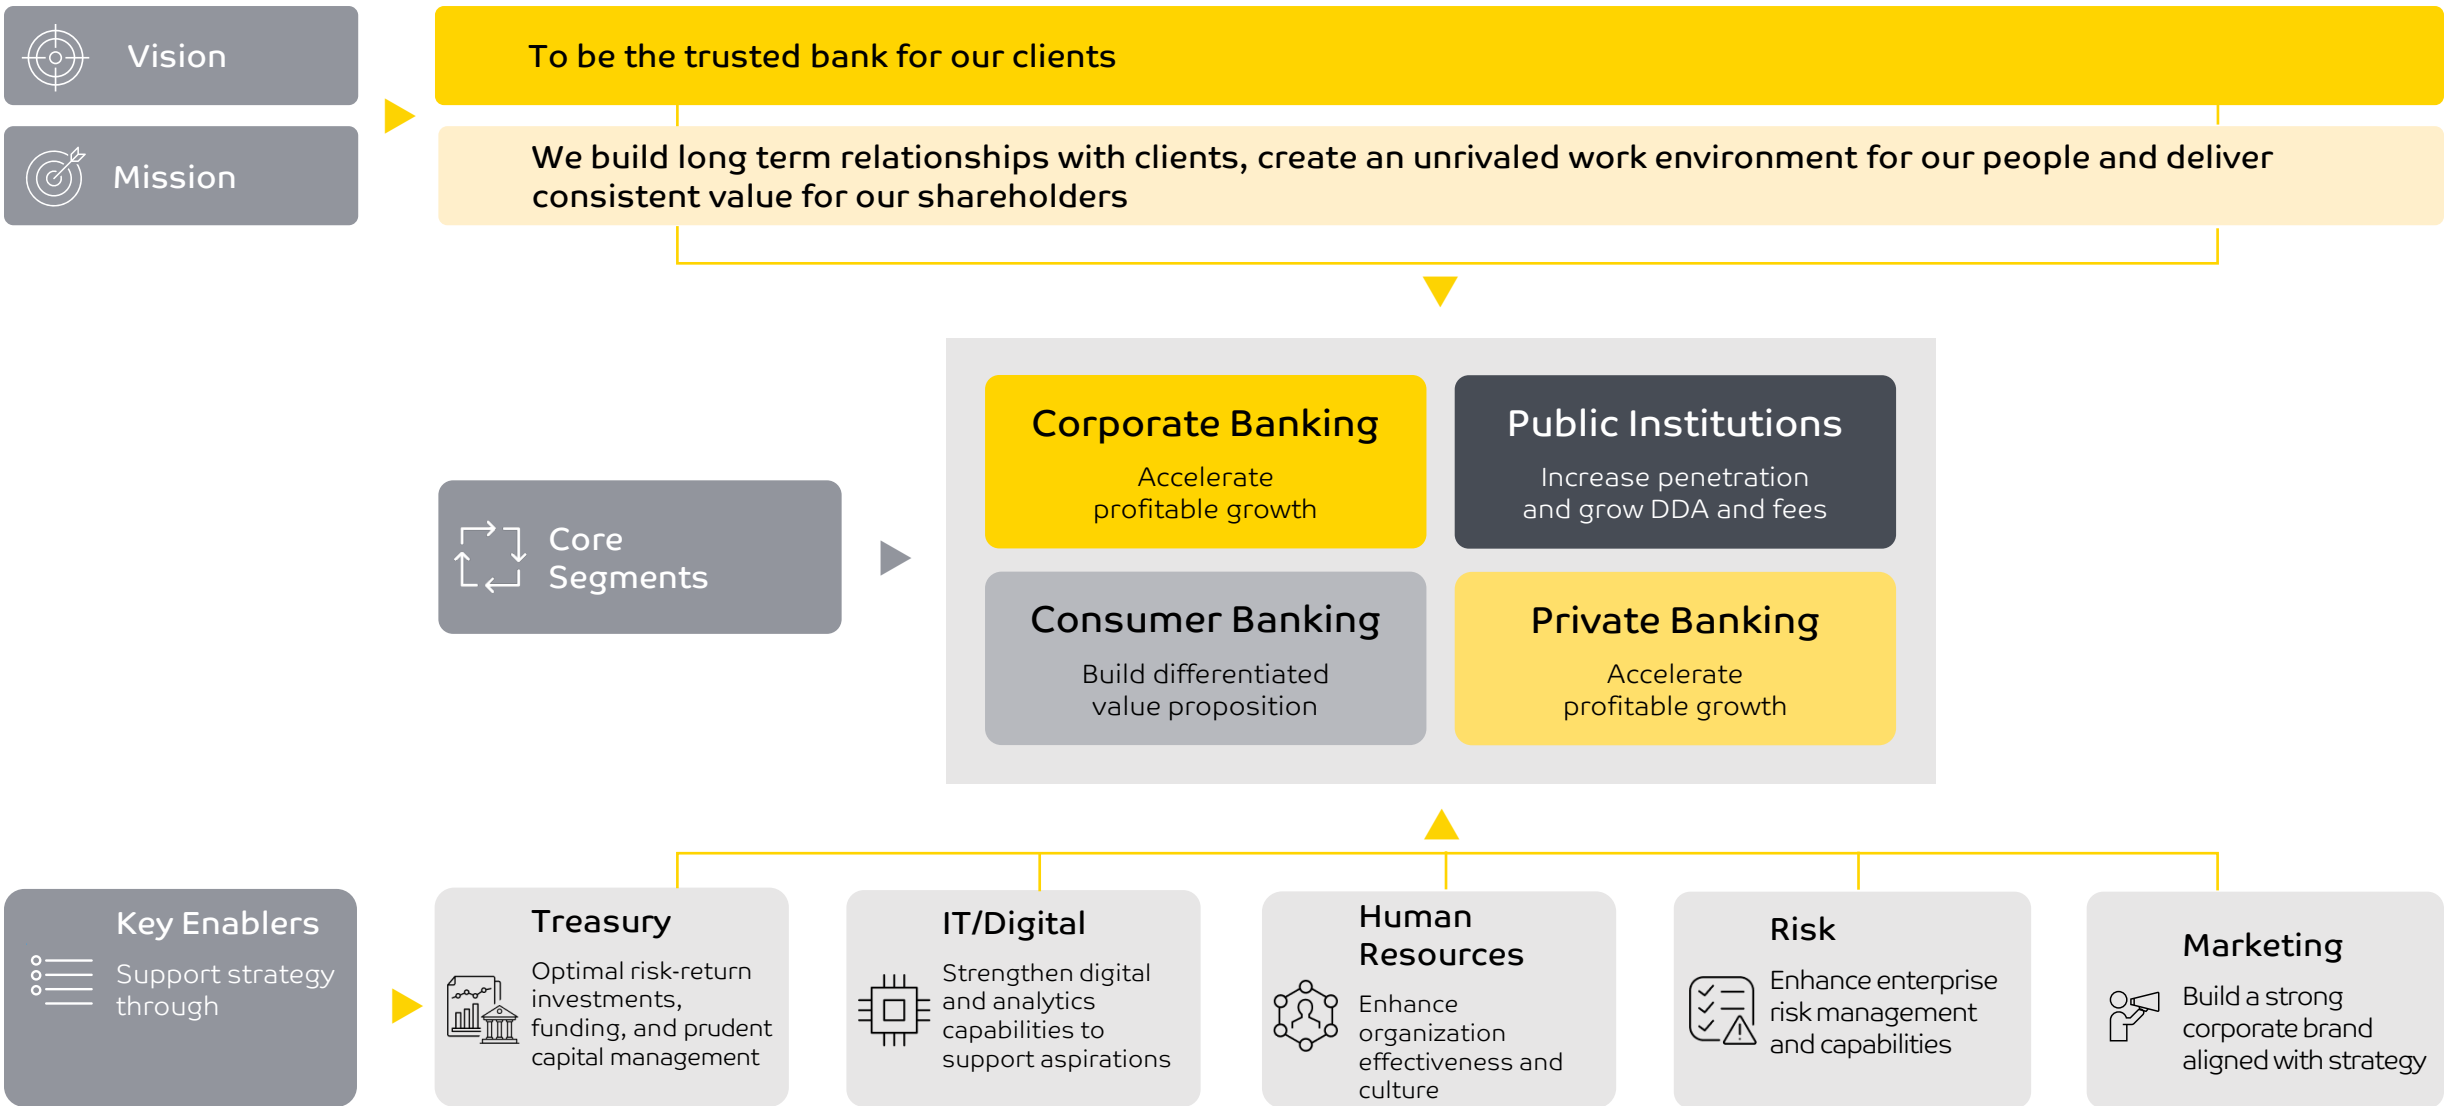 Vision
To be the trusted bank for our clients
Mission
We build long term relationships with clients, create an unrivaled work environment for our people and deliver
consistent value for our shareholders
Core
Segments
Corporate Banking
Accelerate
profitable growth
Public Institutions
Increase penetration
and grow DDA and fees
Consumer Banking
Build differentiated
value proposition
Private Banking
Accelerate
profitable growth
Key Enablers
Support strategy
through
Treasury
Optimal risk-return
investments,
funding, and prudent
capital management
IT/Digital
Strengthen digital
and analytics
capabilities to
support aspirations
Human
Resources
Enhance
organization
effectiveness and
culture
Risk
Enhance enterprise
risk management
and capabilities
Marketing
Build a strong
corporate brand
aligned with strategy